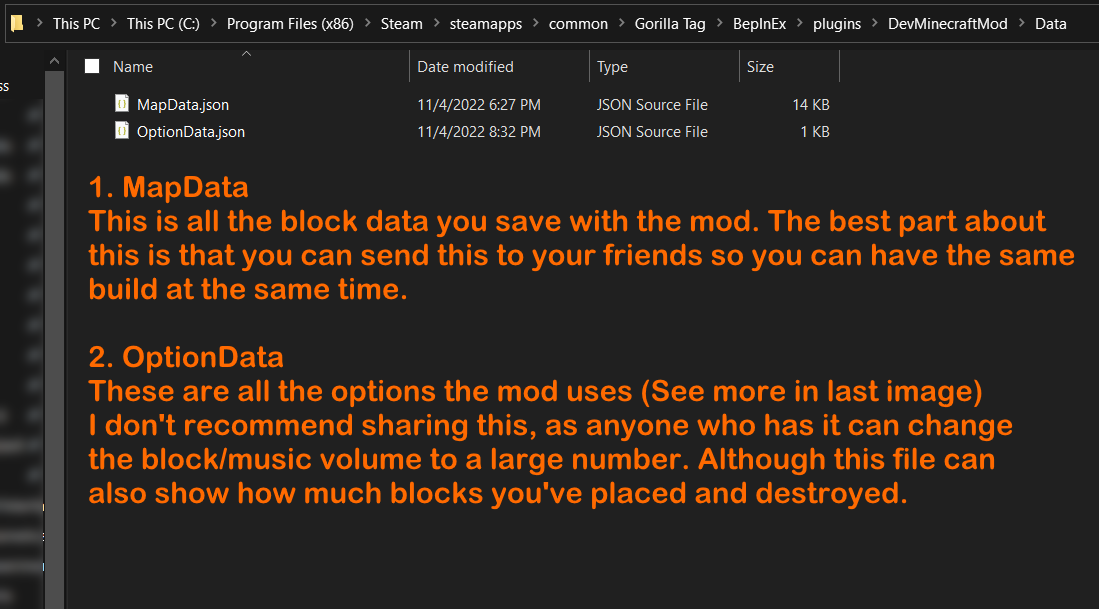 This PC > This PC (C:) > Program Files (x86) > Steam > steamapps > common > Gorilla Tag > BepInEx > plugins > DevMinecraftMod > Data
ss
Name Date modified Type Size
MapData.json 11/4/2022 6:27 PM JSON Source File 14 KB
OptionData.json 11/4/2022 8:32 PM JSON Source File 1 KB
1. MapData
This is all the block data you save with the mod. The best part about
this is that you can send this to your friends so you can have the same
build at the same time.
2. OptionData
These are all the options the mod uses (See more in last image)
I don't recommend sharing this, as anyone who has it can change
the block/music volume to a large number. Although this file can
also show how much blocks you've placed and destroyed.